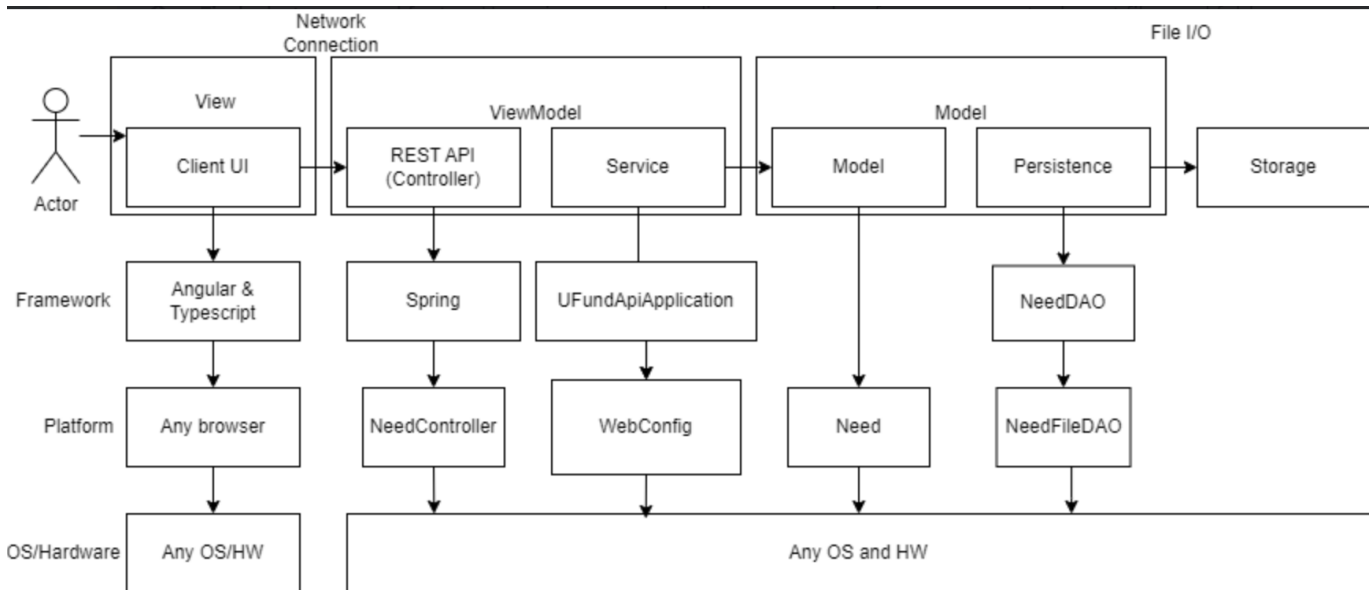 Network
Connection
File I/O
View
ViewModel
Model
Client UI
REST API
(Controller)
Service
Model
Persistence
Storage
Actor
Framework
Angular &
Typescript
Spring
UFundApiApplication
NeedDAO
Platform
Any browser
NeedController
WebConfig
Need
NeedFileDAO
OS/Hardware
Any OS/HW
Any OS and HW